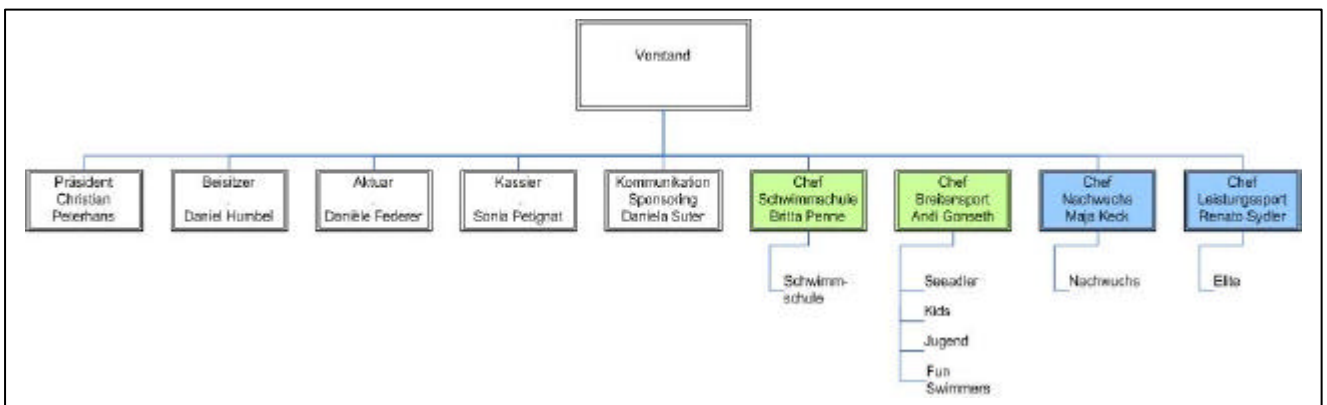 Vorstand
Präsident
Christian
Peterhans
Beisitzer
.
Daniel Humbel
Aktuar
.
Danièle Federer
Kassier
.
Sonia Petignat
Kommunikation
Sponsoring
Daniela Suter
Chef
Schwimmschule
Britta Penne
Chef
Breitensport
Andi Gonseth
Chef
Nachwuchs
Maja Keck
Chef
Leistungssport
Renato Sydler
Schwimm-
schule
Seeadler
Kids
Jugend
Fun
Swimmers
Nachwuchs
Elite